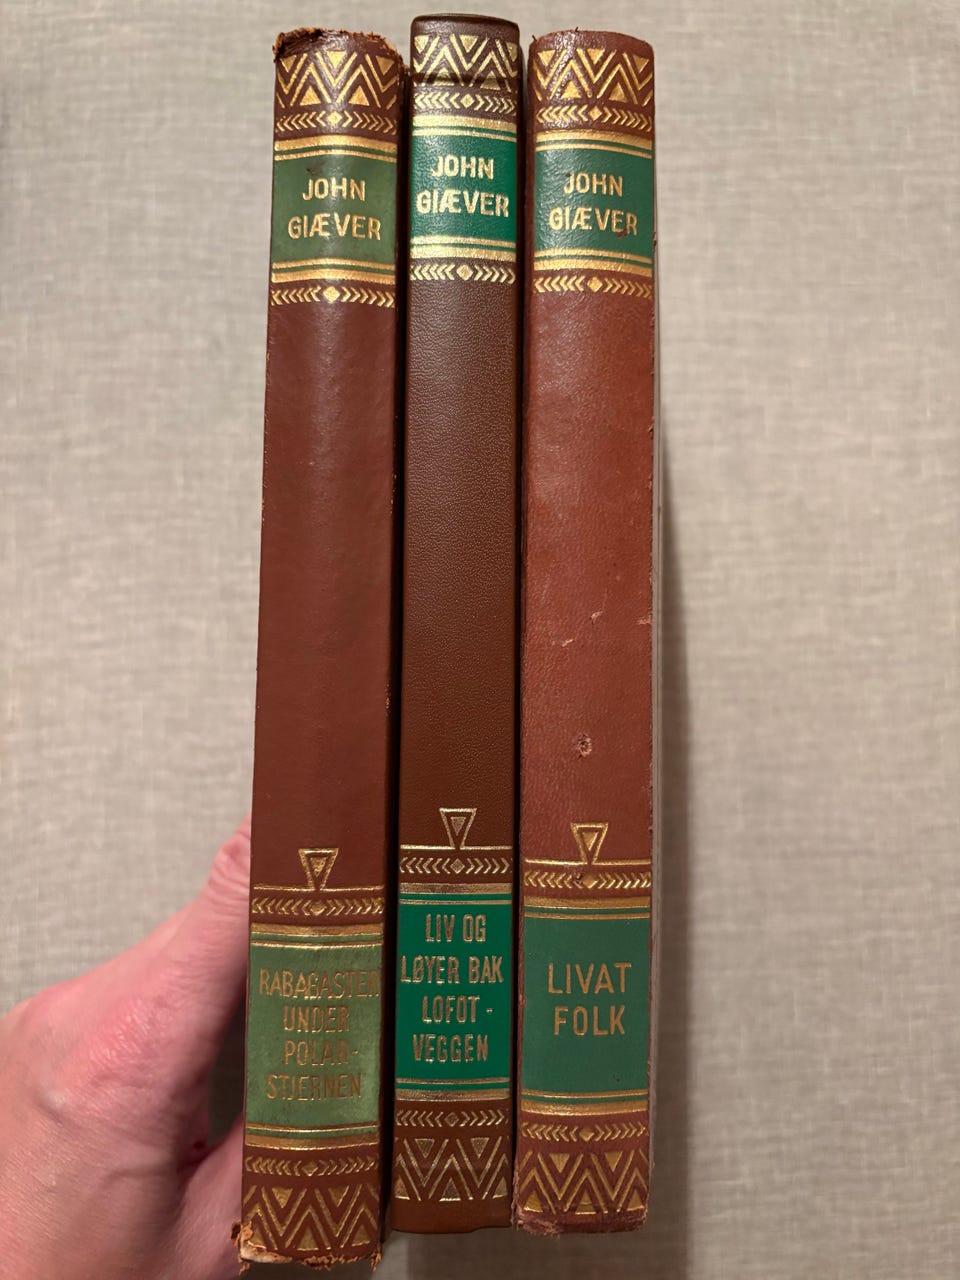 JOHN
GIÆVER
RABAGASTER
UNDER
POLAR-
STJERNEN
JOHN
GIÆVER
LIV OG
LØYER BAK
LOFOT-
VEGGEN
JOHN
GIÆVER
LIVAT
FOLK